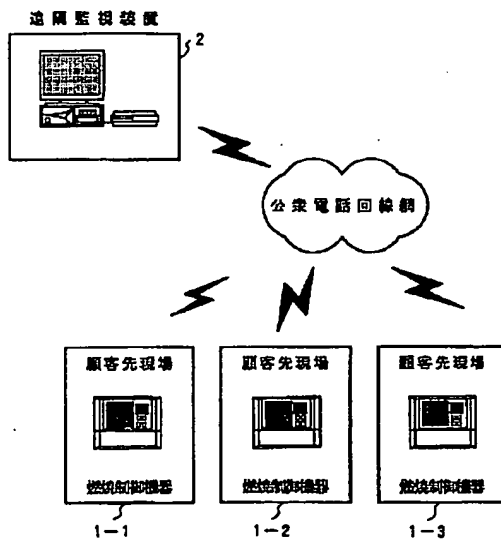 遠隔監視装置
2
公衆電話回線網
顧客先現場
顧客先現場
顧客先現場
燃焼制御機器
燃焼制御機器
燃焼制御機器
1-1
1-2
1-3